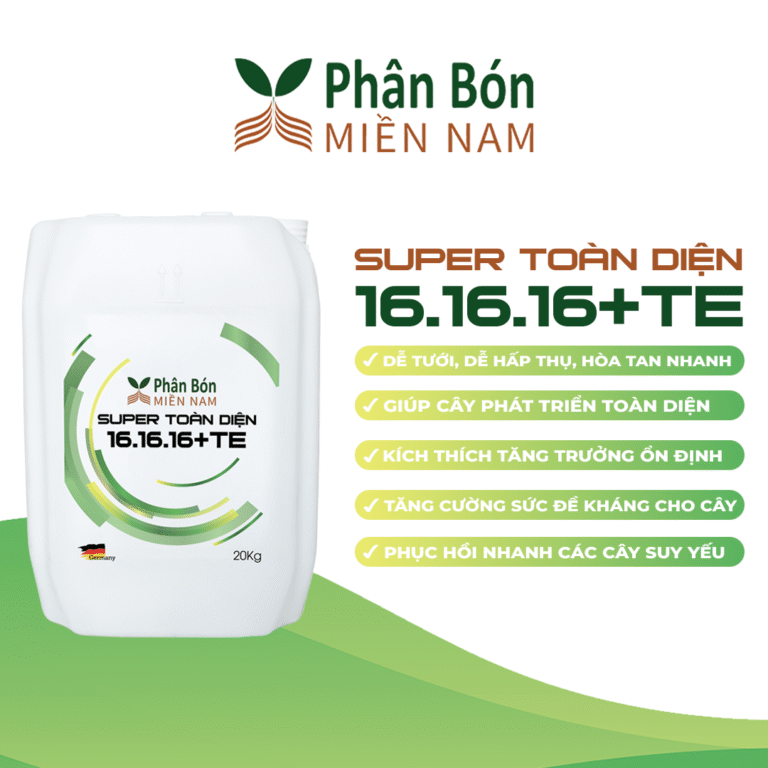 Phân Bón
MIỀN NAM
SUPER TOÀN DIỆN
16.16.16+TE
DỄ TƯỚI, DỄ HẤP THỤ, HÒA TAN NHANH
GIÚP CÂY PHÁT TRIỂN TOÀN DIỆN
KÍCH THÍCH TĂNG TRƯỞNG ỔN ĐỊNH
TĂNG CƯỜNG SỨC ĐỀ KHÁNG CHO CÂY
PHỤC HỒI NHANH CÁC CÂY SUY YẾU
Phân Bón
MIỀN NAM
SUPER TOÀN DIỆN
16.16.16+TE
Germany
20Kg